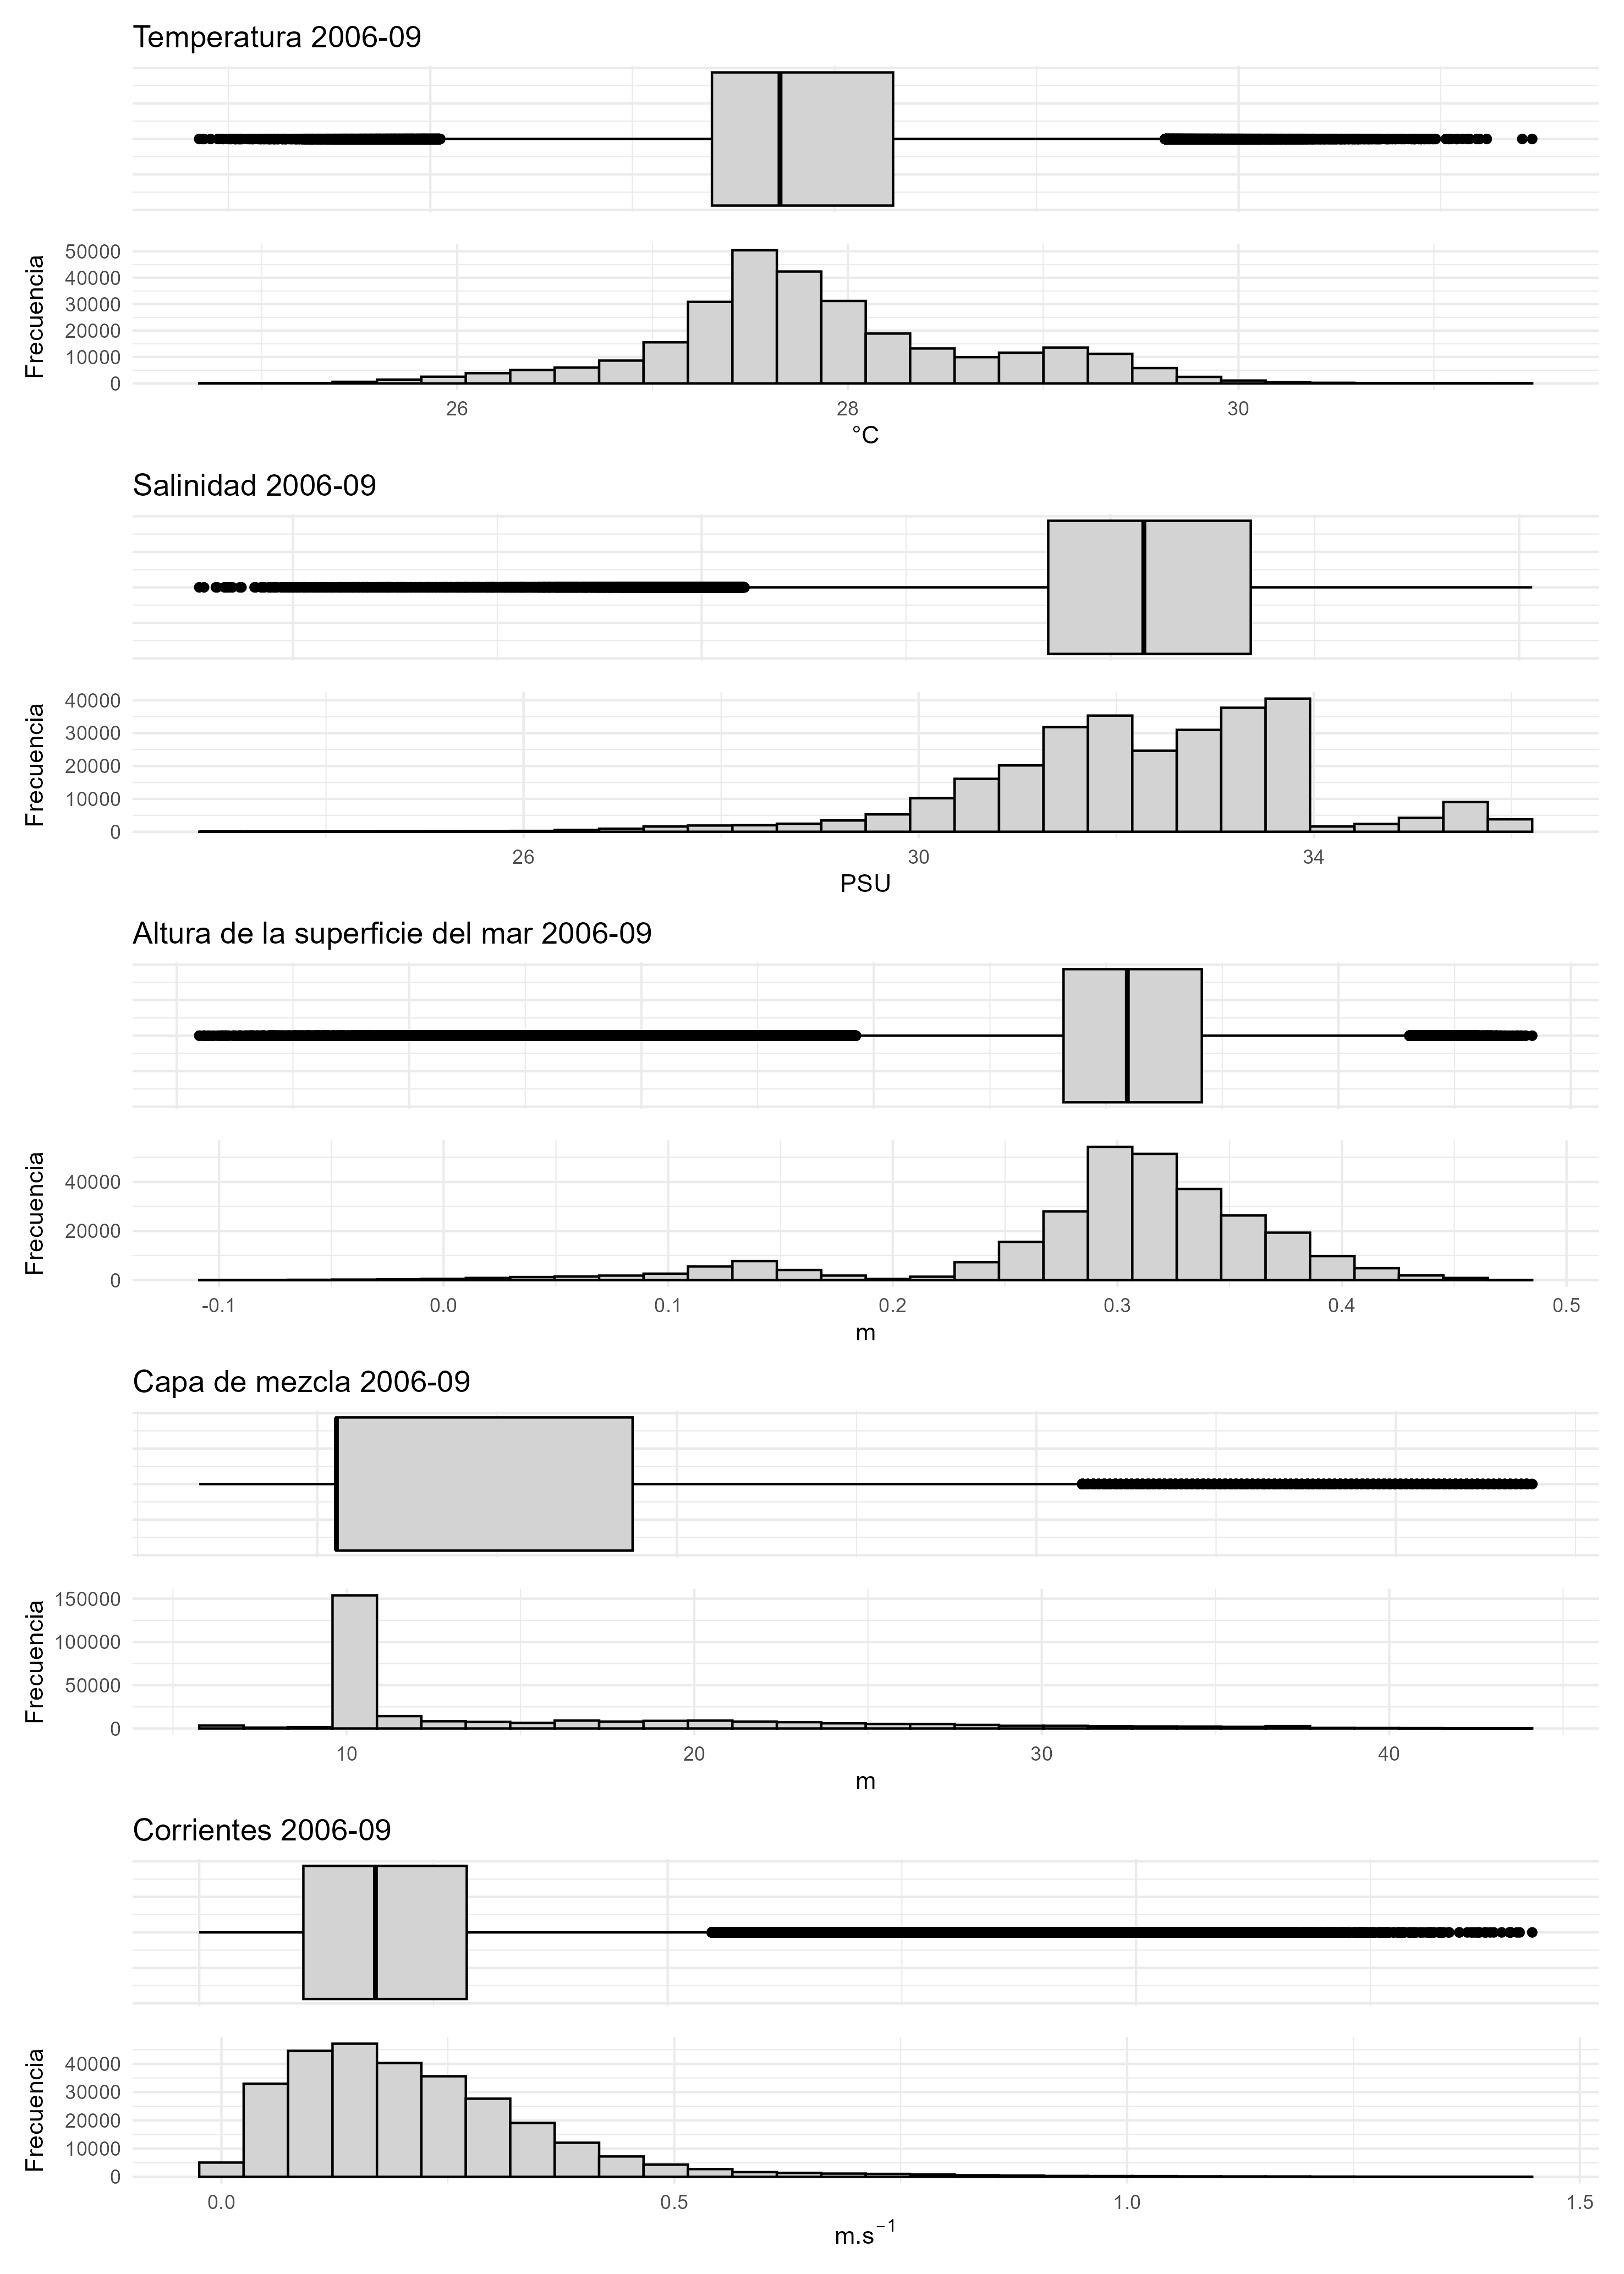 Temperatura 2006-09
Frecuencia
50000
40000
30000
20000
10000
0
26 28 30
°C
Salinidad 2006-09
Frecuencia
40000
30000
20000
10000
0
26 30 34
PSU
Altura de la superficie del mar 2006-09
Frecuencia
40000
20000
0
-0.1 0.0 0.1 0.2 0.3 0.4 0.5
m
Capa de mezcla 2006-09
Frecuencia
150000
100000
50000
0
10 20 30 40
m
Corrientes 2006-09
Frecuencia
40000
30000
20000
10000
0
0.0 0.5 1.0 1.5
m.s⁻¹